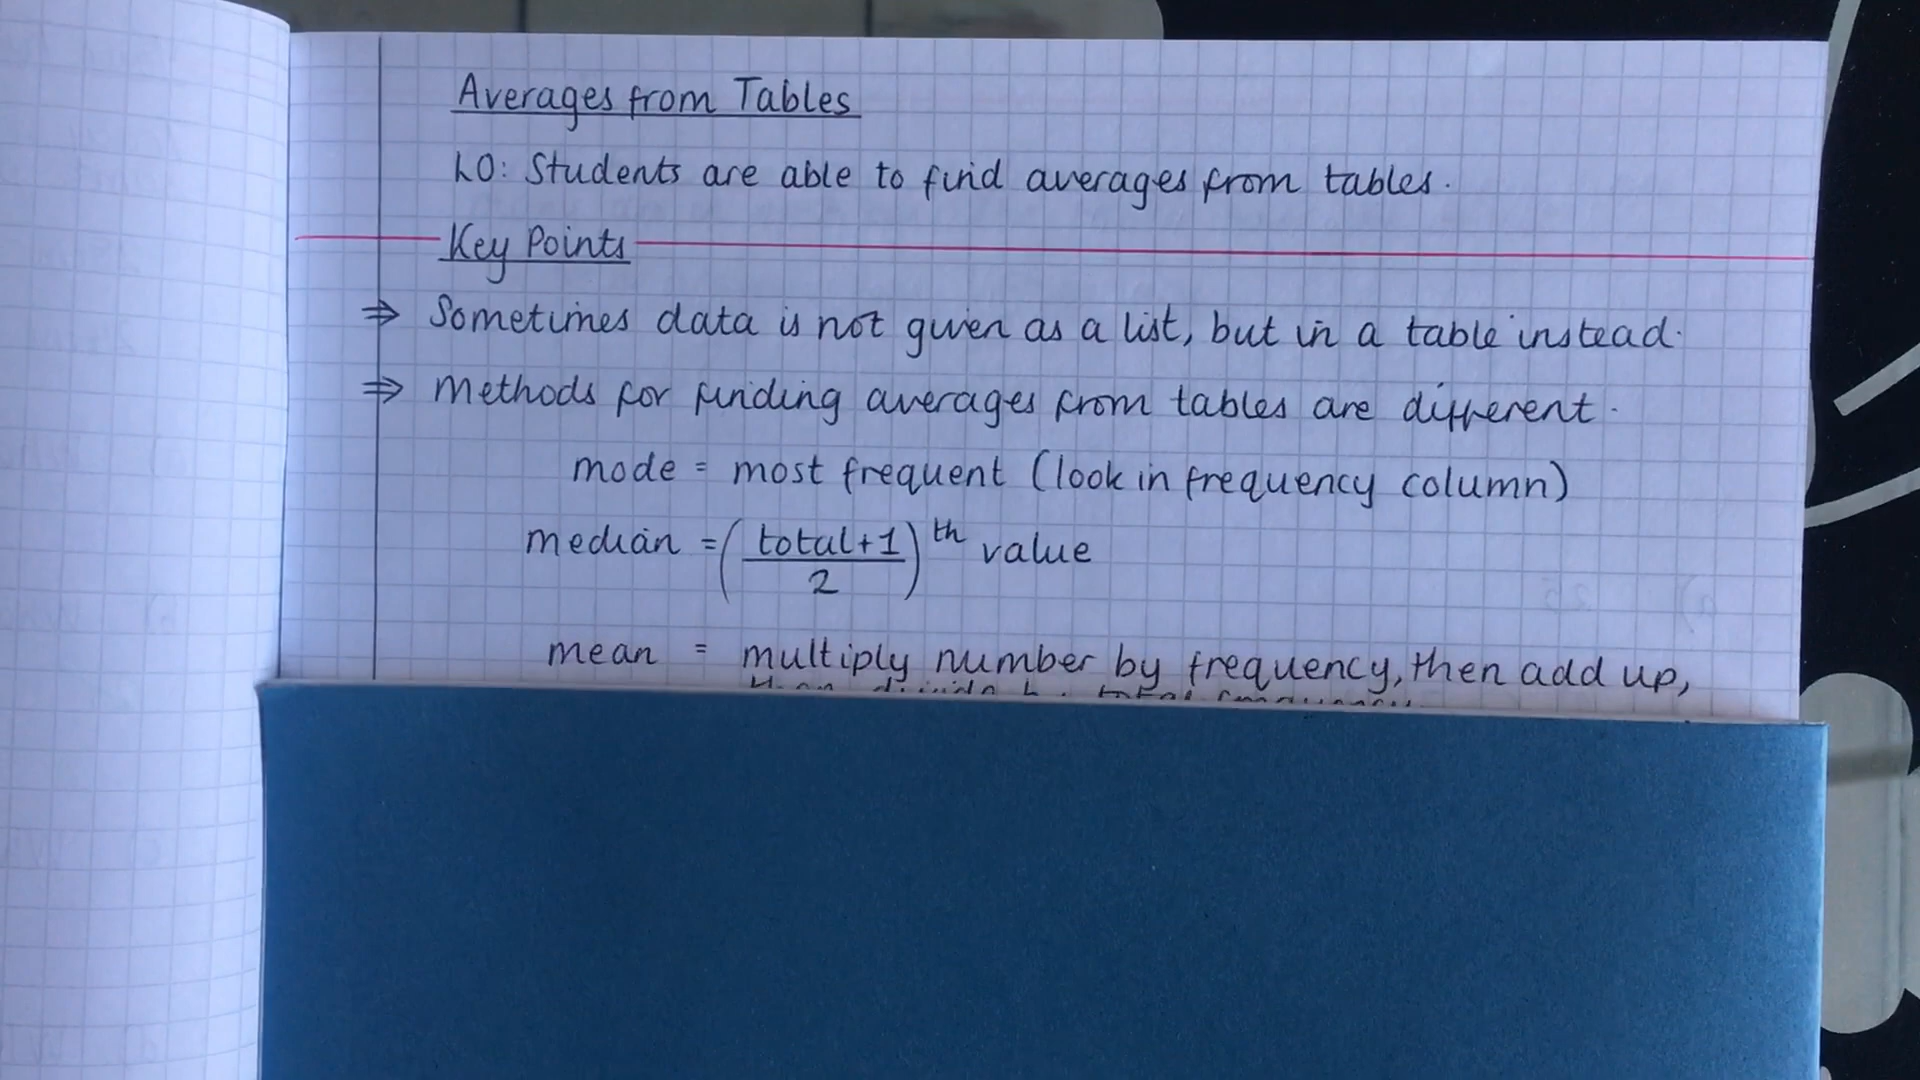 Averages from Tables
LO: Students are able to find averages from tables.
Key Points
⇒ Sometimes data is not given as a list, but in a table instead.
⇒ Methods for finding averages from tables are different.
mode = most frequent (look in frequency column)
median = (total+1/2)th value
mean = multiply number by frequency, then add up,